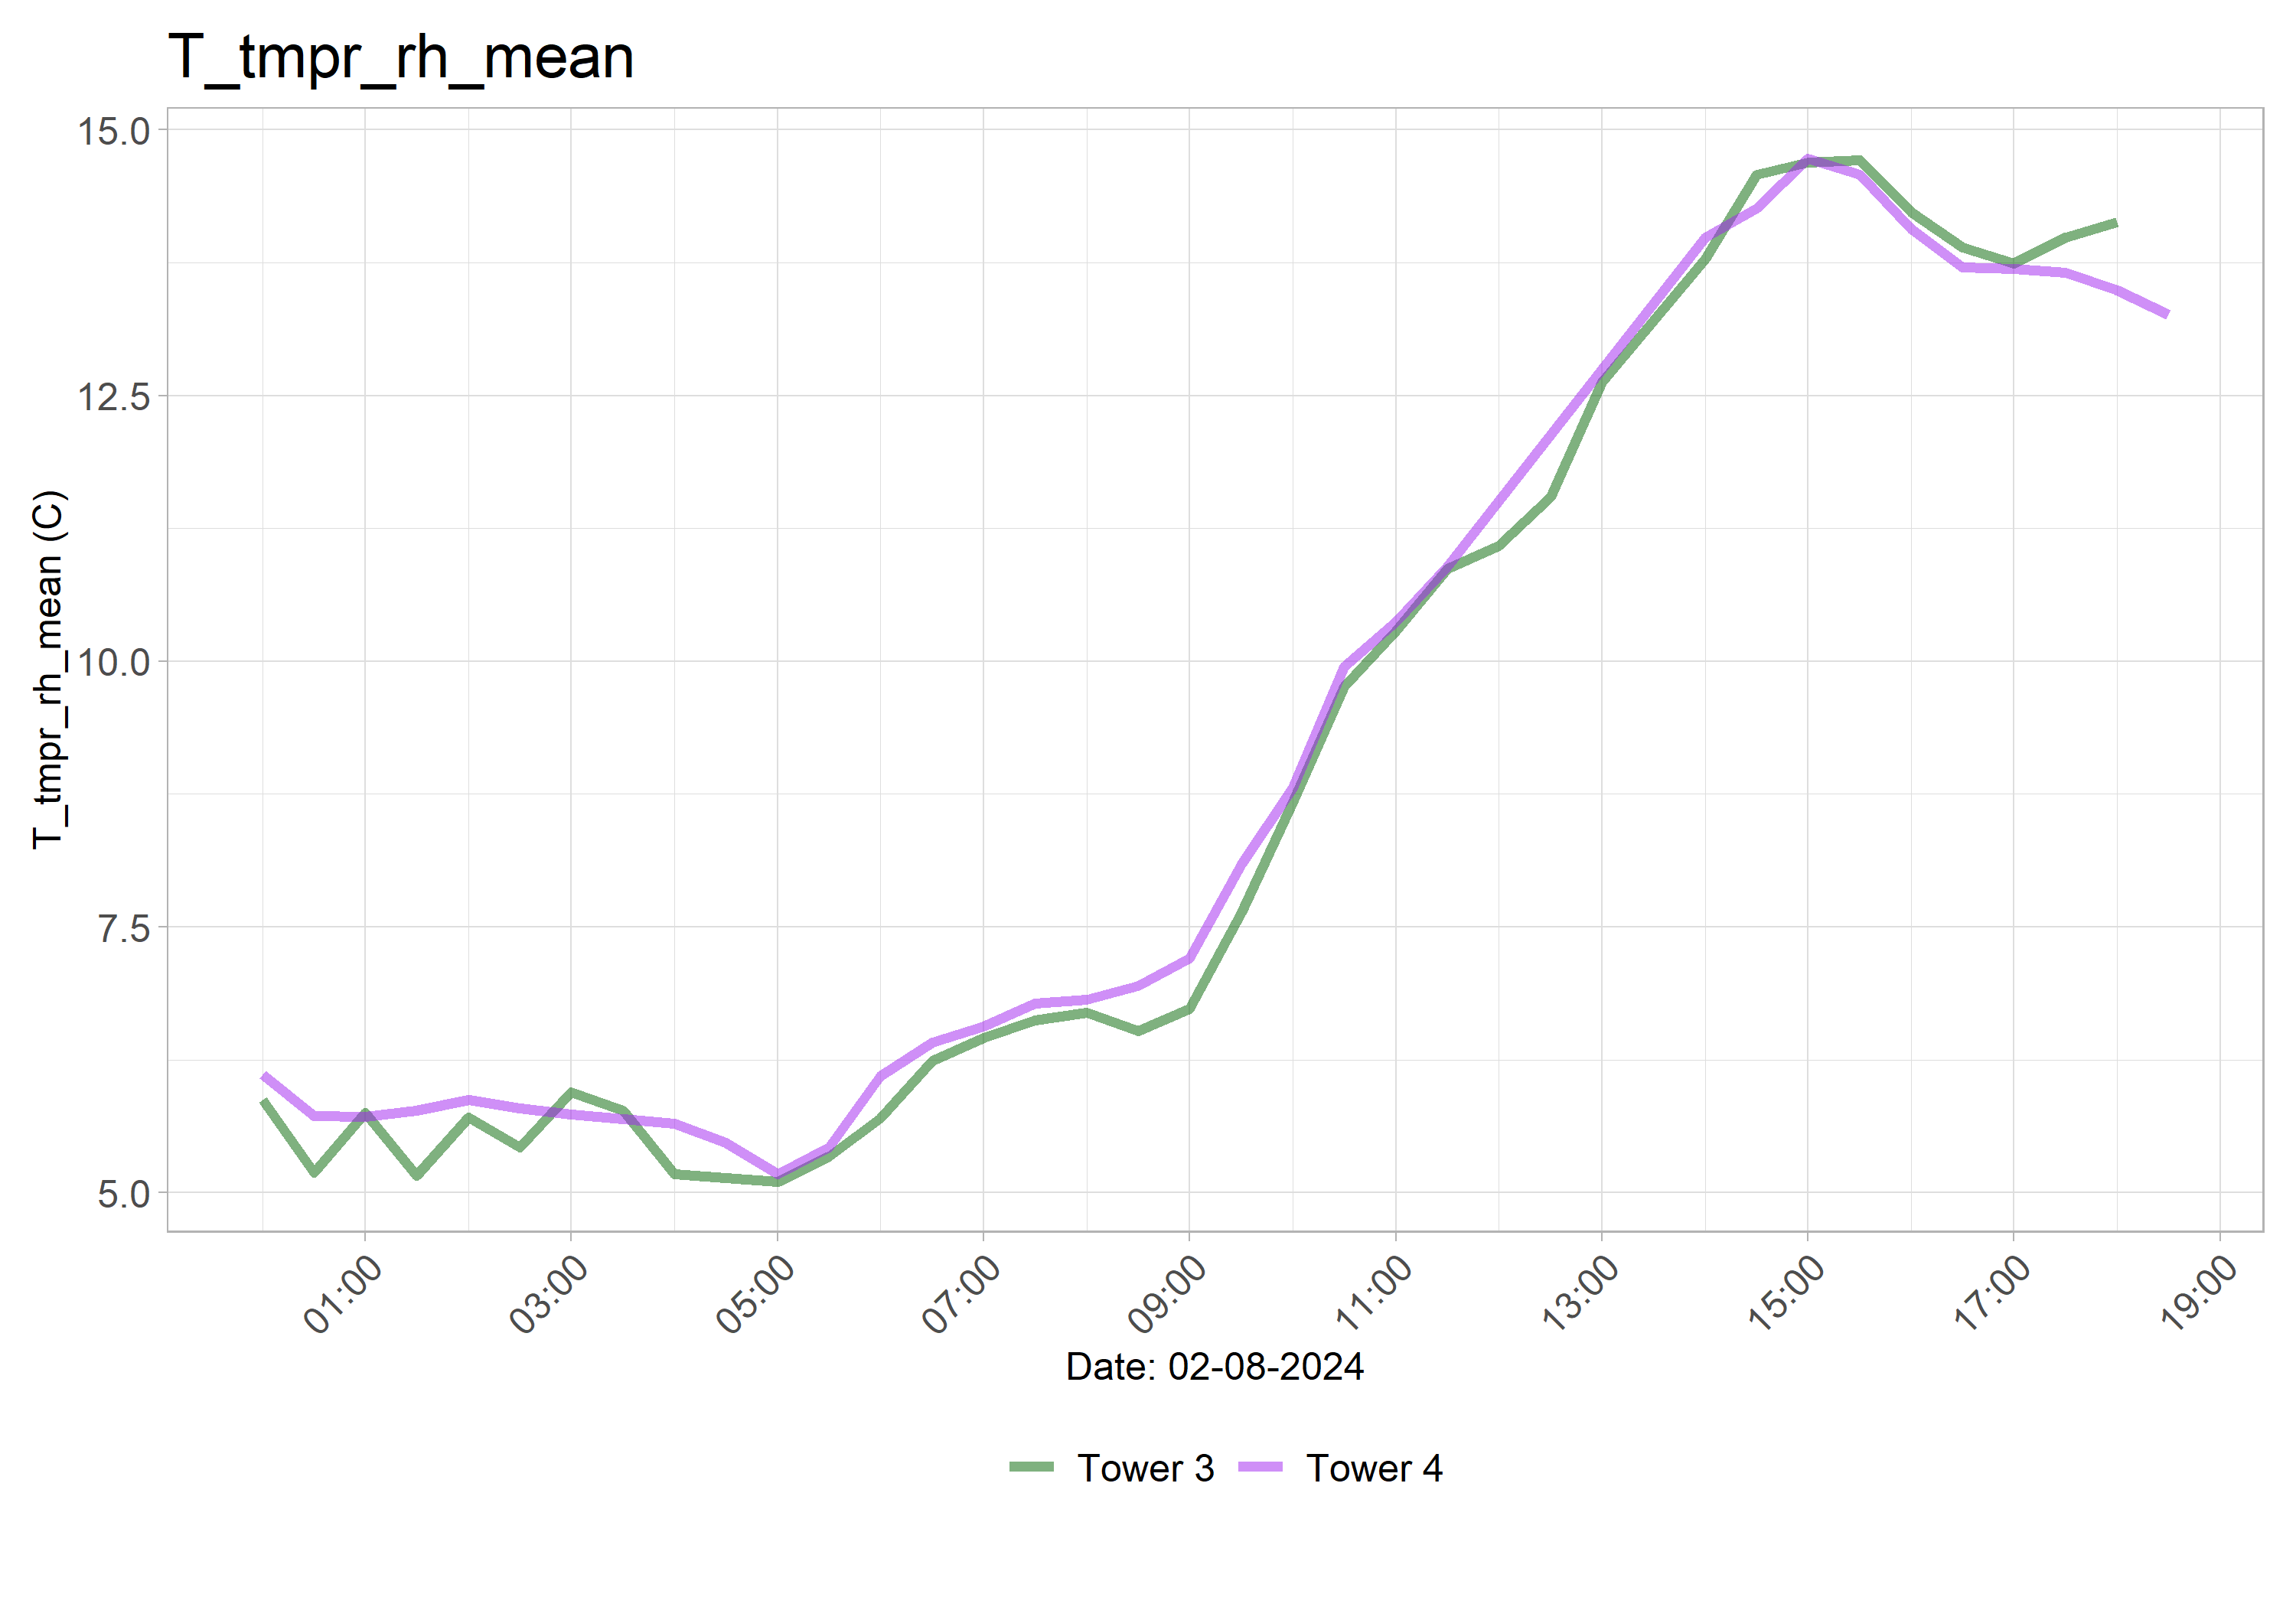 T_tmpr_rh_mean
T_tmpr_rh_mean (C)
15.0
12.5
10.0
7.5
5.0
01:00 03:00 05:00 07:00 09:00 11:00 13:00 15:00 17:00 19:00
Date: 02-08-2024
Tower 3 Tower 4